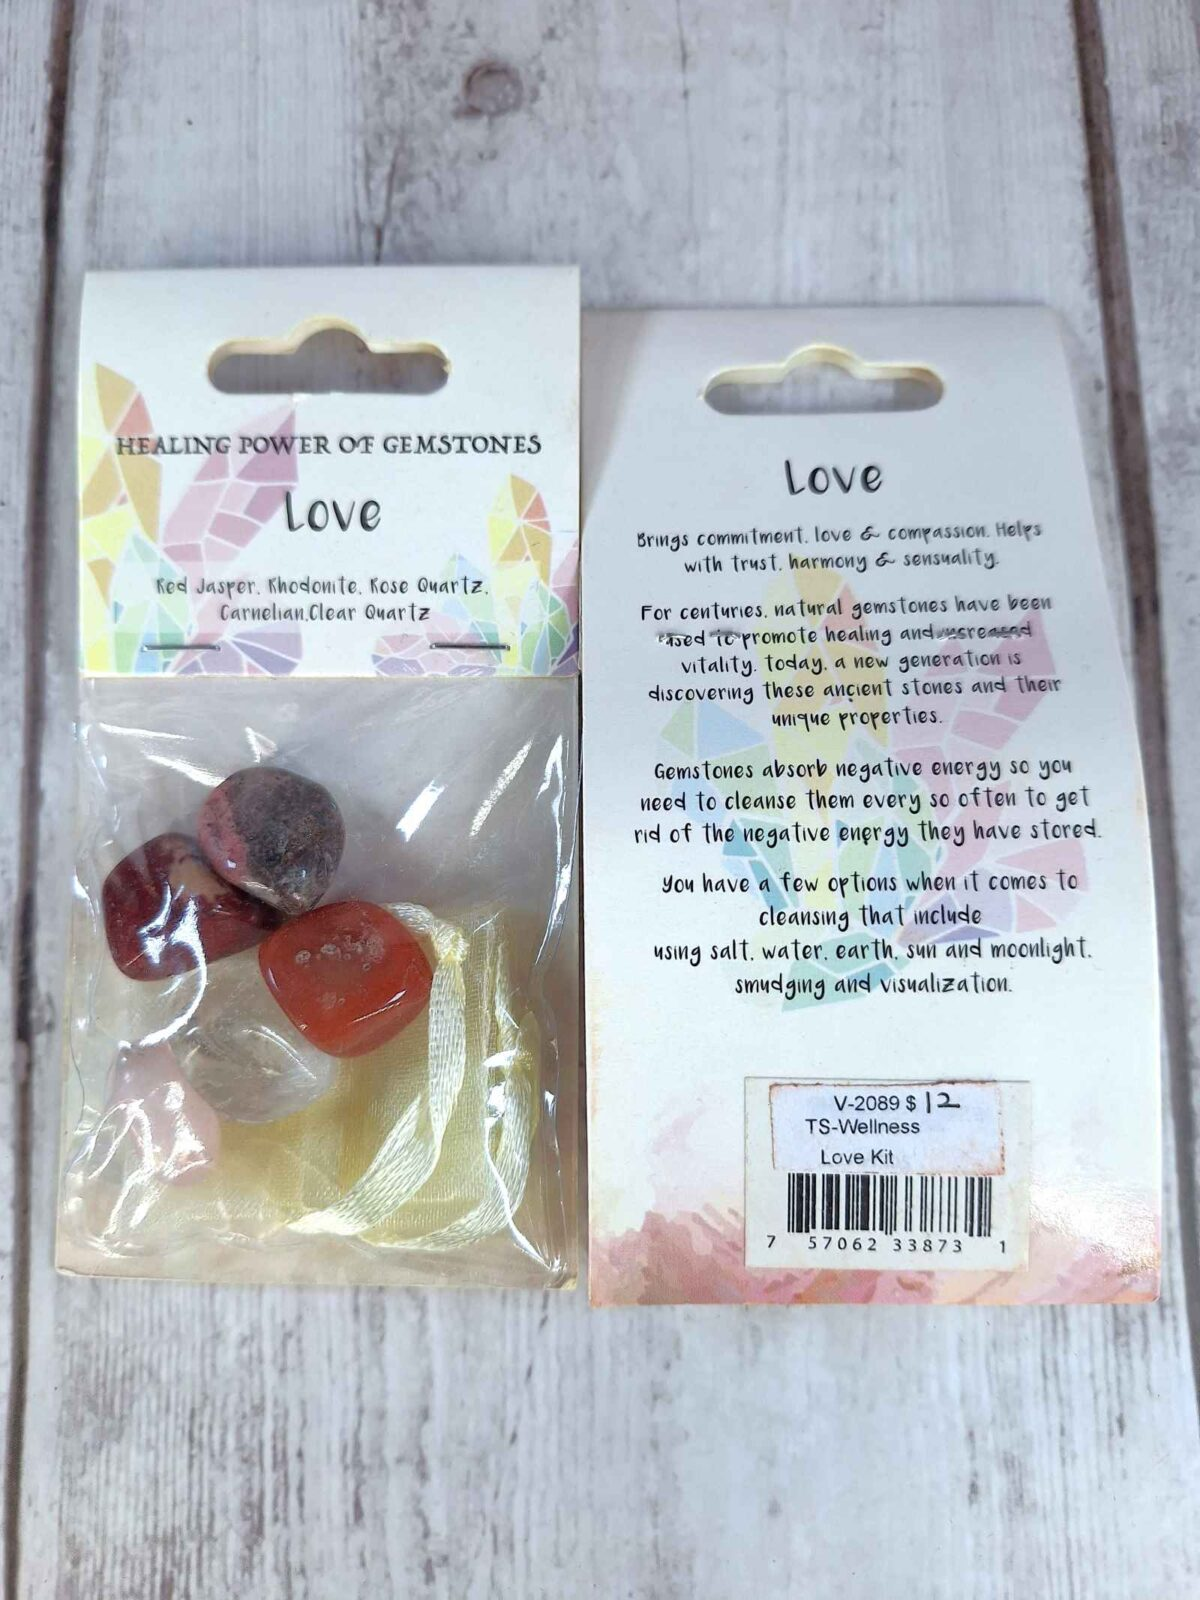 HEALING POWER OF GEMSTONES
Love
Red Jasper, Rhodonite, Rose Quartz,
Carnelian,Clear Quartz
Love
Brings commitment, love & compassion. Helps
with trust, harmony & sensuality.
For centuries, natural gemstones have been
used to promote healing and
vitality. today, a new generation is
discovering these ancient stones and their
unique properties.
Gemstones absorb negative energy so you
need to cleanse them every so often to get
rid of the negative energy they have stored.
You have a few options when it comes to
cleansing that include
using salt, water, earth, sun and moonlight,
smudging and visualization.
V-2089 $ 12
TS-Wellness
Love Kit
7 57062 33873 1